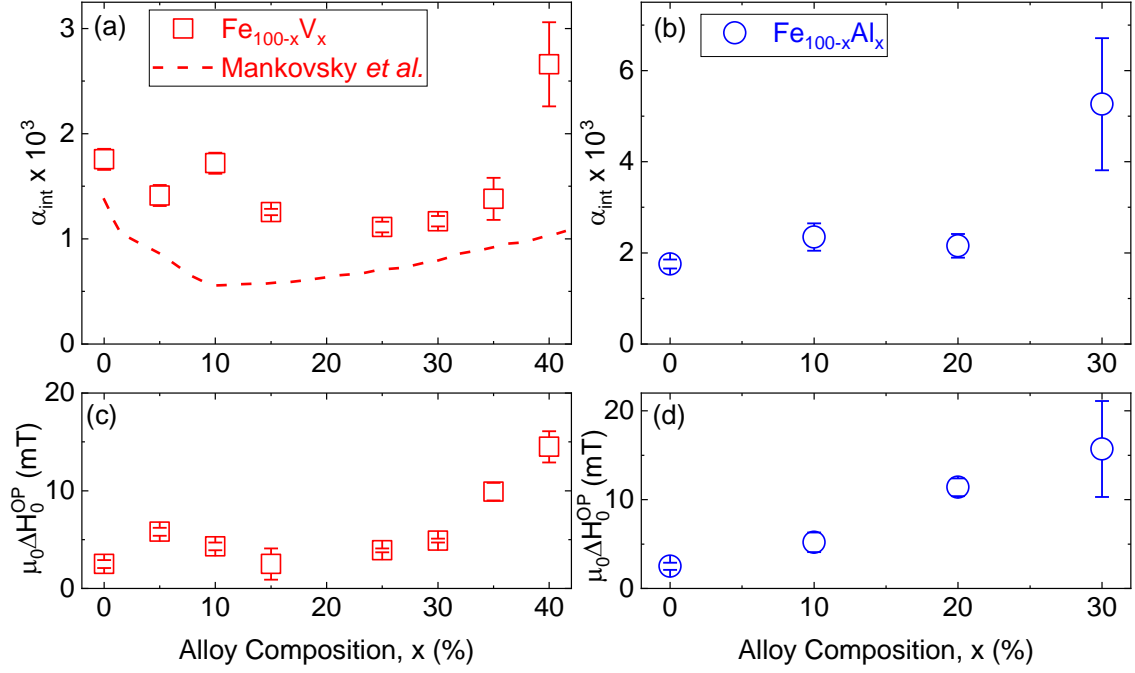 (a)
Fe₁₀₀₋ₓVₓ
Mankovsky et al.
α_int x 10³
3
2
1
0
0 10 20 30 40
(b)
Fe₁₀₀₋ₓAlₓ
α_int x 10³
6
4
2
0
0 10 20 30
(c)
μ₀ΔH₀ᴼᴾ (mT)
20
10
0
0 10 20 30 40
Alloy Composition, x (%)
(d)
μ₀ΔH₀ᴼᴾ (mT)
20
10
0
0 10 20 30
Alloy Composition, x (%)